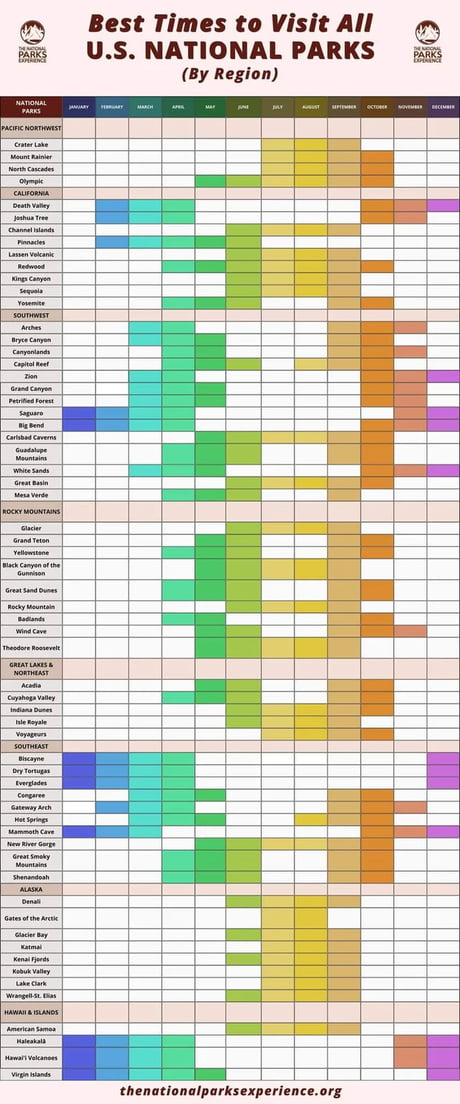 Best Times to Visit All
U.S. NATIONAL PARKS
(By Region)
THE NATIONAL
PARKS
EXPERIENCE
THE NATIONAL
PARKS
EXPERIENCE
NATIONAL
PARKS
JANUARY
FEBRUARY
MARCH
APRIL
MAY
JUNE
JULY
AUGUST
SEPTEMBER
OCTOBER
NOVEMBER
DECEMBER
PACIFIC NORTHWEST
Crater Lake
Mount Rainier
North Cascades
Olympic
CALIFORNIA
Death Valley
Joshua Tree
Channel Islands
Pinnacles
Lassen Volcanic
Redwood
Kings Canyon
Sequoia
Yosemite
SOUTHWEST
Arches
Bryce Canyon
Canyonlands
Capitol Reef
Zion
Grand Canyon
Petrified Forest
Saguaro
Big Bend
Carlsbad Caverns
Guadalupe
Mountains
White Sands
Great Basin
Mesa Verde
ROCKY MOUNTAINS
Glacier
Grand Teton
Yellowstone
Black Canyon of the
Gunnison
Great Sand Dunes
Rocky Mountain
Badlands
Wind Cave
Theodore Roosevelt
GREAT LAKES &
NORTHEAST
Acadia
Cuyahoga Valley
Indiana Dunes
Isle Royale
Voyageurs
SOUTHEAST
Biscayne
Dry Tortugas
Everglades
Congaree
Gateway Arch
Hot Springs
Mammoth Cave
New River Gorge
Great Smoky
Mountains
Shenandoah
ALASKA
Denali
Gates of the Arctic
Glacier Bay
Katmai
Kenai Fjords
Kobuk Valley
Lake Clark
Wrangell-St. Elias
HAWAII & ISLANDS
American Samoa
Haleakalā
Hawai'i Volcanoes
Virgin Islands
thenationalparksexperience.org